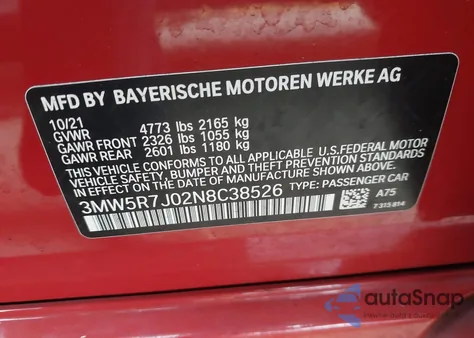 MFD BY BAYERISCHE MOTOREN WERKE AG
10/21
GVWR 4773 lbs 2165 kg
GAWR FRONT 2326 lbs 1055 kg
GAWR REAR 2601 lbs 1180 kg
THIS VEHICLE CONFORMS TO ALL APPLICABLE U.S.FEDERAL MOTOR
VEHICLE SAFETY, BUMPER AND THEFT PREVENTION STANDARDS
IN EFFECT ON THE DATE OF MANUFACTURE SHOWN ABOVE.
3MW5R7J02N8C38526 TYPE: PASSENGER CAR
A75
7315814
autoSnap